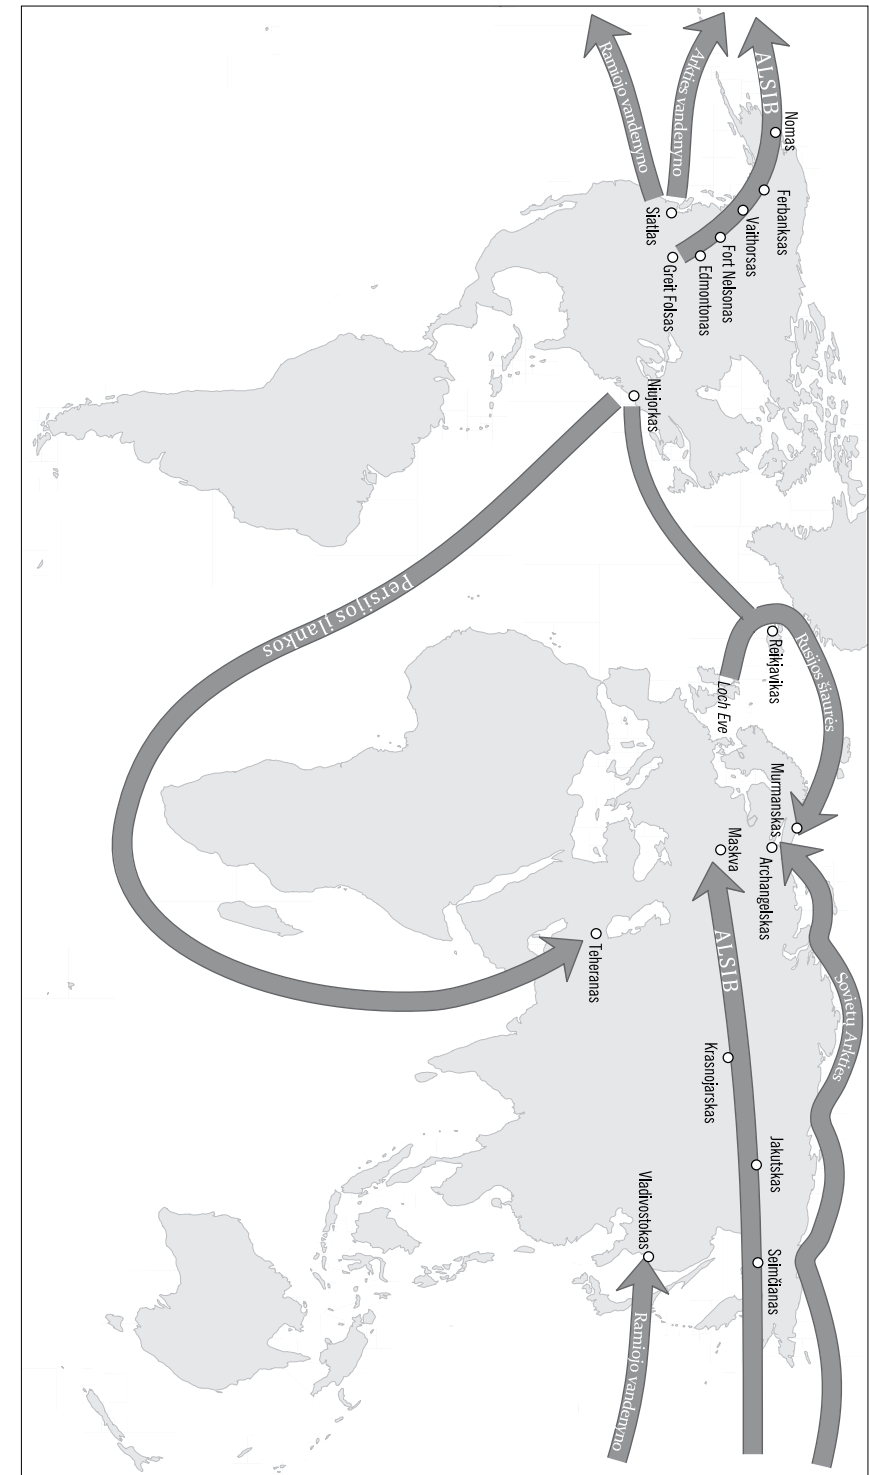 ALSIB
Nomas
Ferbanksas
Vaithorsas
Fort Nelsonas
Edmontonas
Greit Folsas
Arkties vandenyno
Ramiojo vandenyno
Siatlas
Niujorkas
Persijos įlankos
Reikjavikas
Rusijos šiaurės
Loch Eve
Murmanskas
Archangelskas
Maskva
ALSIB
Teheranas
Sovietų Arkties
Krasnojarskas
Jakutskas
Seimčianas
Vladivostokas
Ramiojo vandenyno